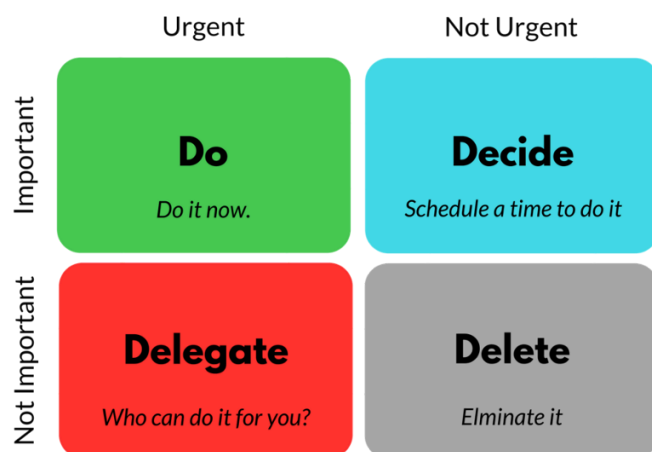 Urgent
Not Urgent
Important
Do
Do it now.
Decide
Schedule a time to do it
Not Important
Delegate
Who can do it for you?
Delete
Elminate it